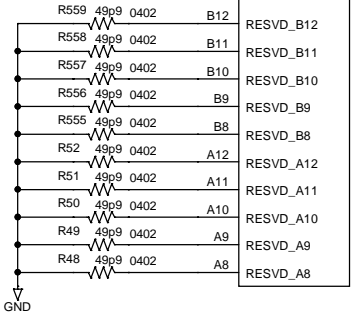 R559 49p9 0402 B12 RESVD_B12
R558 49p9 0402 B11 RESVD_B11
R557 49p9 0402 B10 RESVD_B10
R556 49p9 0402 B9 RESVD_B9
R555 49p9 0402 B8 RESVD_B8
R52 49p9 0402 A12 RESVD_A12
R51 49p9 0402 A11 RESVD_A11
R50 49p9 0402 A10 RESVD_A10
R49 49p9 0402 A9 RESVD_A9
R48 49p9 0402 A8 RESVD_A8
GND